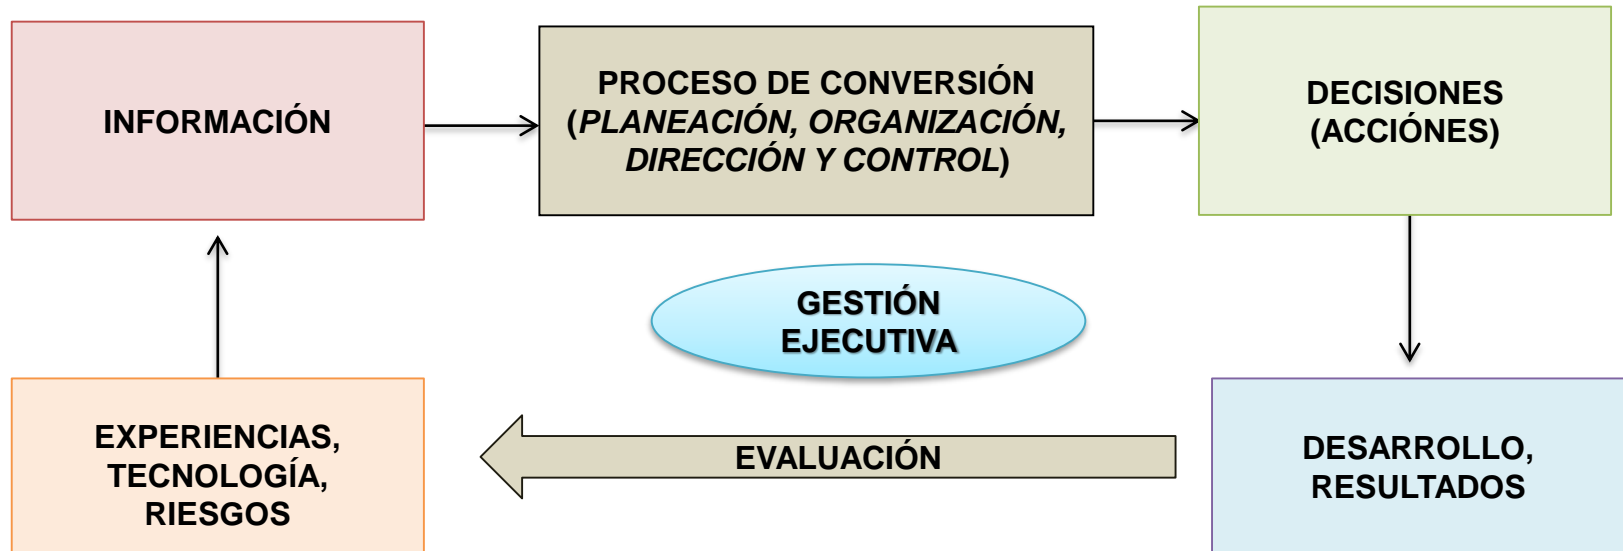 INFORMACIÓN
PROCESO DE CONVERSIÓN
(PLANEACIÓN, ORGANIZACIÓN,
DIRECCIÓN Y CONTROL)
DECISIONES
(ACCIÓNES)
GESTIÓN
EJECUTIVA
EXPERIENCIAS,
TECNOLOGÍA,
RIESGOS
EVALUACIÓN
DESARROLLO,
RESULTADOS